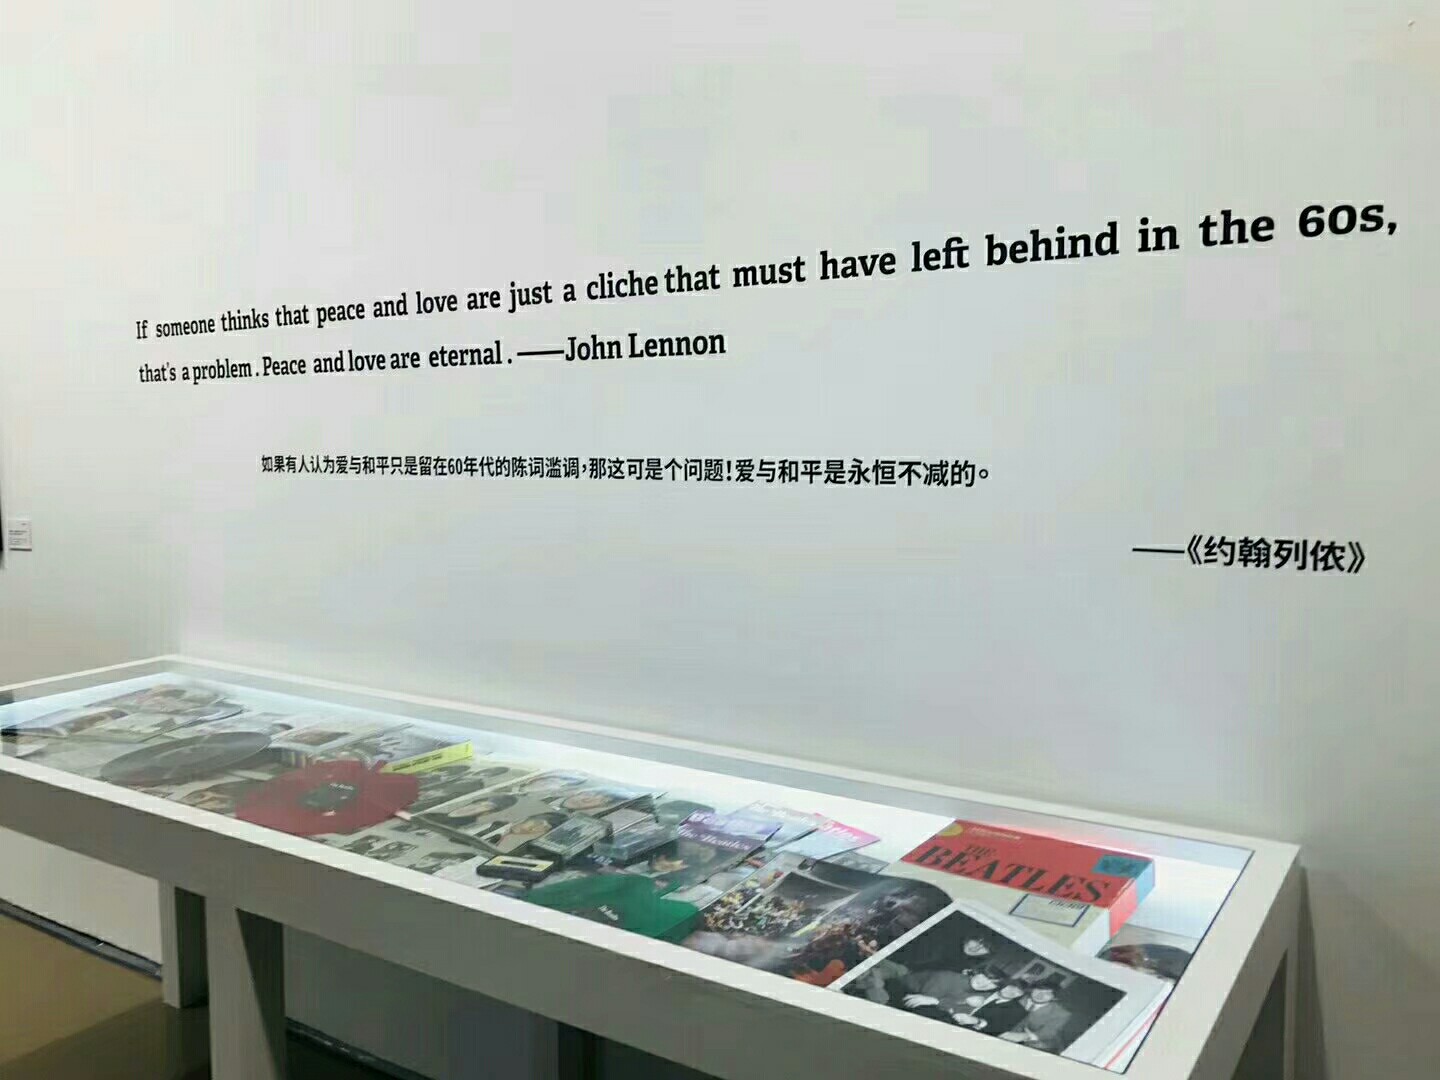 If someone thinks that peace and love are just a cliche that must have left behind in the 60s,
that's a problem. Peace and love are eternal. ——John Lennon
如果有人认为爱与和平只是留在60年代的陈词滥调,那这可是个问题!爱与和平是永恒不减的。
——《约翰列侬》
The Beatles
THE
BEATLES